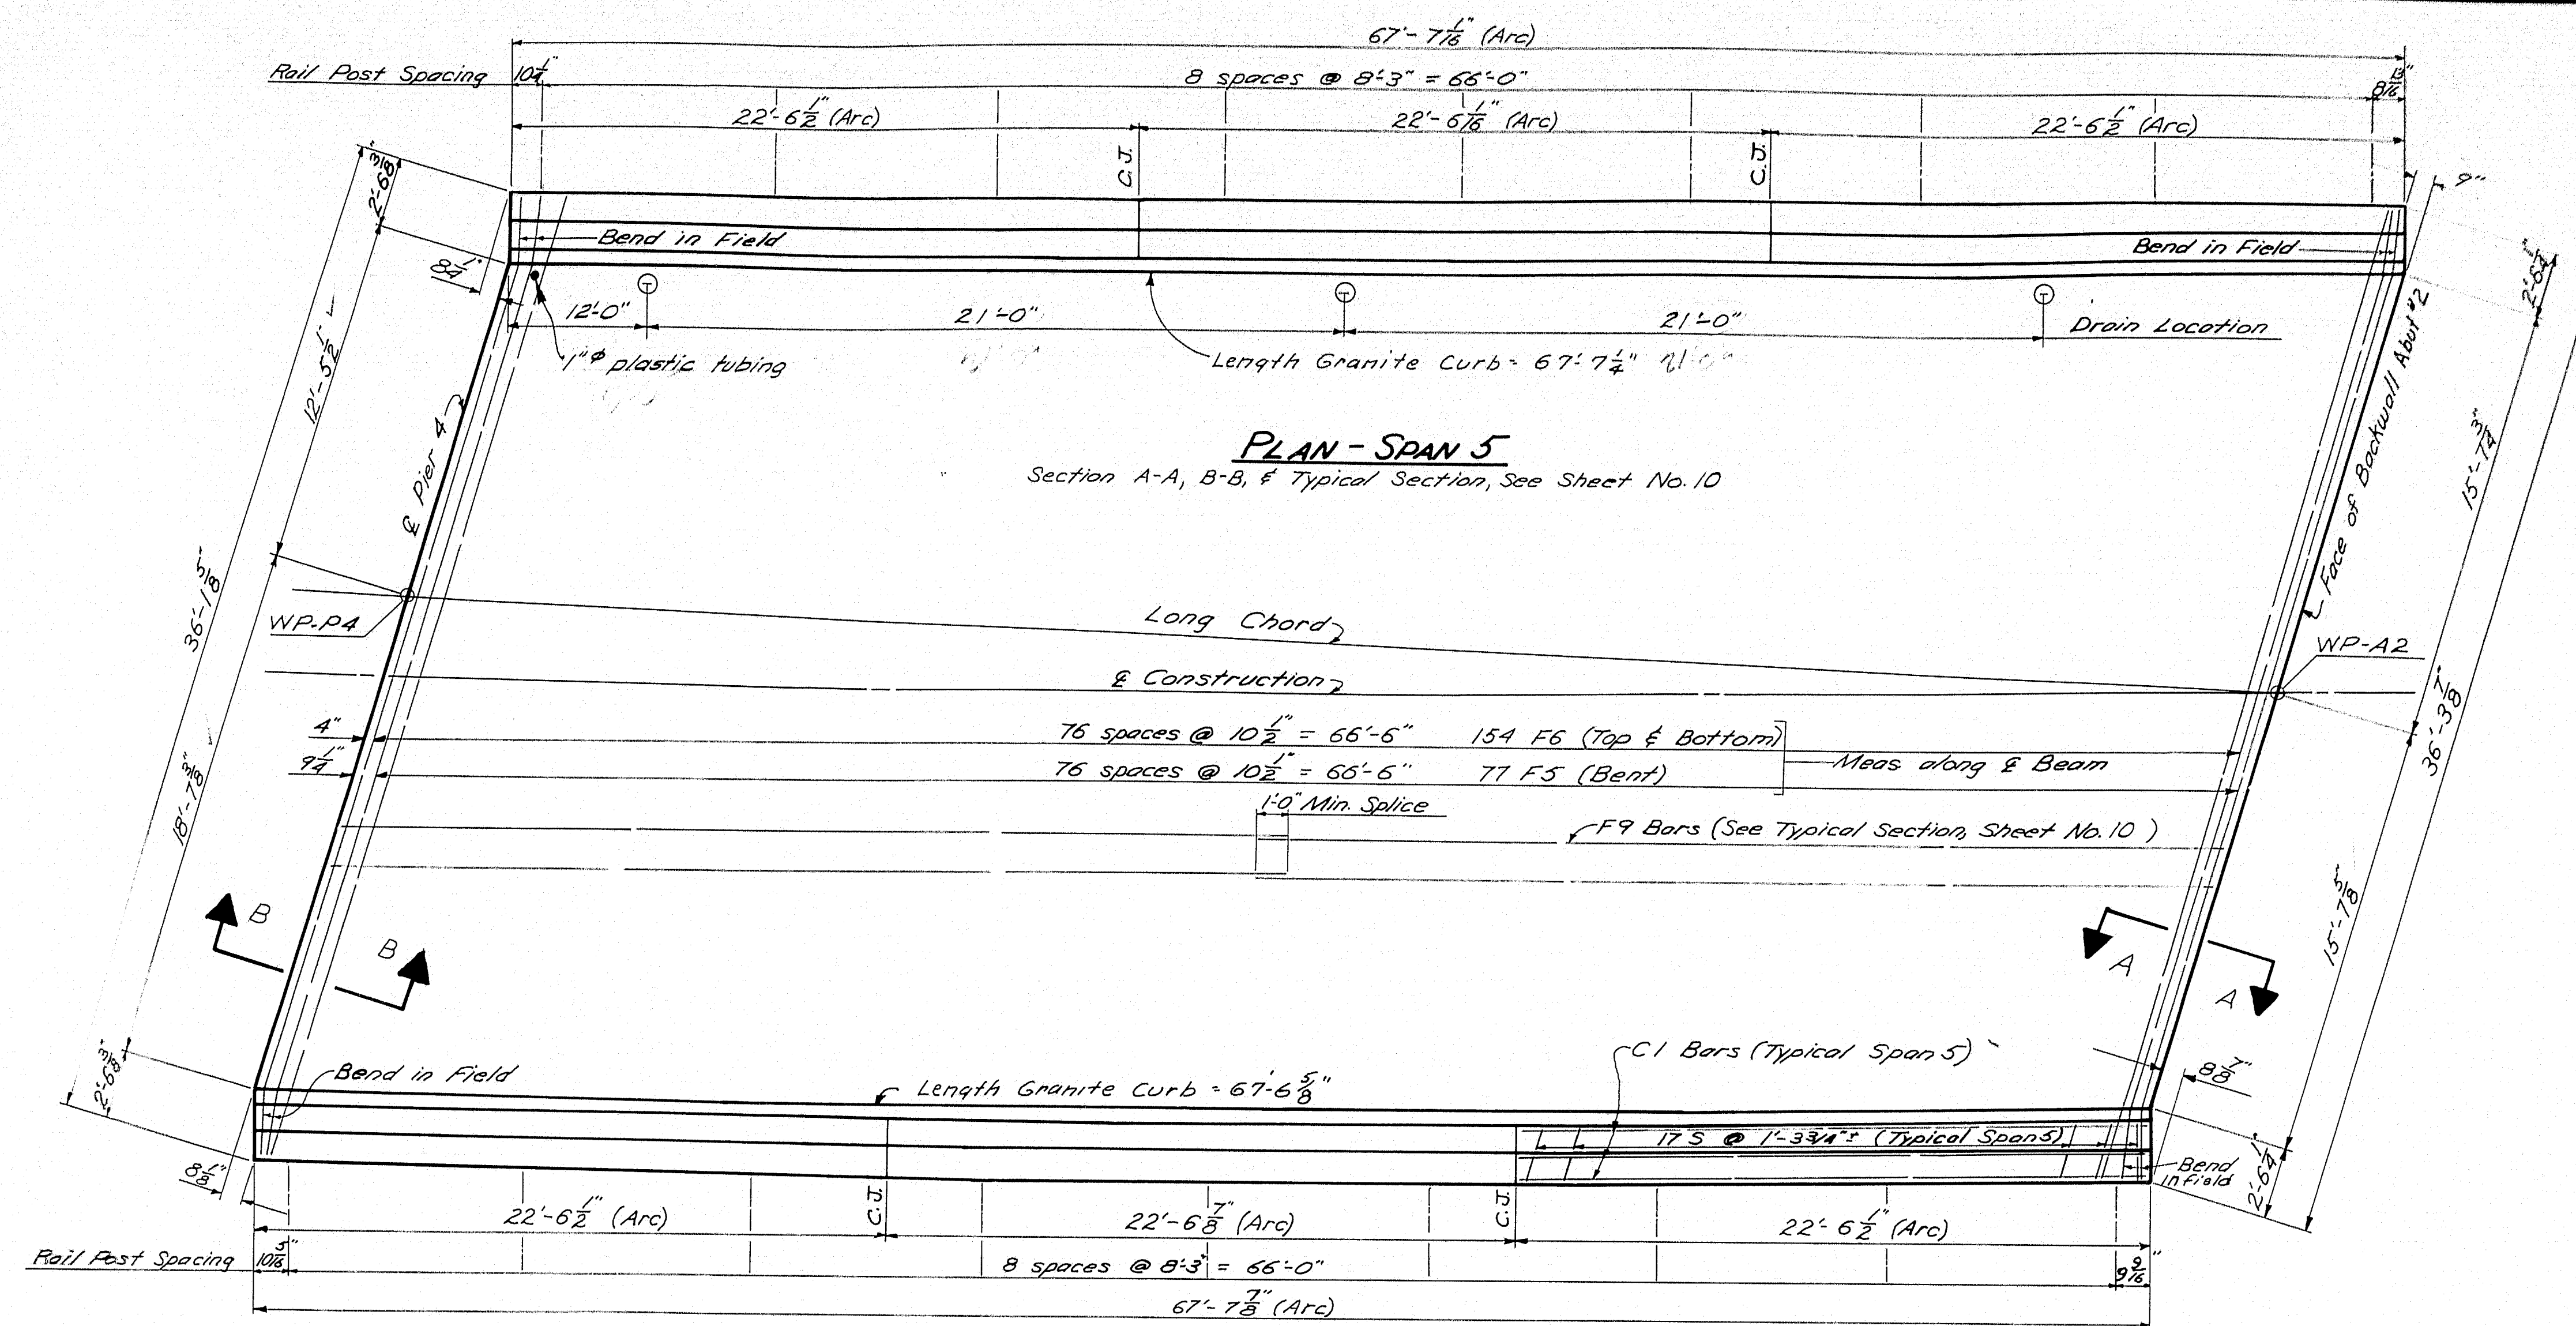 67'-7 1/16" (Arc)
Rail Post Spacing 10 1/4" 8 spaces @ 8'-3" = 66'-0" 8 13/16"
22'-6 1/2" (Arc) 22'-6 1/16" (Arc) 22'-6 1/2" (Arc)
C.J. C.J.
2'-6 3/8" 9"
Bend in Field Bend in Field
8 1/4" 2'-6 1/4"
12'-0" 21'-0" 21'-0" Drain Location
1" ϕ plastic tubing Length Granite Curb = 67'-7 1/4"
12'-5 1/2"
℄ Pier 4
Face of Backwall Abut #2
15'-7 3/4"
PLAN - SPAN 5
Section A-A, B-B, & Typical Section, See Sheet No. 10
36'-1 5/8"
WP-P4
Long Chord
WP-A2
℄ Construction
36'-3 7/8"
4" 76 spaces @ 10 1/2" = 66'-6" 154 F6 (Top & Bottom)
Meas along ℄ Beam
9 1/4" 76 spaces @ 10 1/2" = 66'-6" 77 F5 (Bent)
18'-7 3/8"
1'-0" Min. Splice
F9 Bars (See Typical Section, Sheet No. 10 )
15'-7 5/8"
B B
A A
C1 Bars (Typical Span 5)
2'-6 3/8" Bend in Field Length Granite Curb = 67'-6 5/8" 8 7/8"
17 S @ 1'-3 3/4" ± (Typical Span 5)
Bend
in field
2'-6 1/4"
8 1/8"
C.J. C.J.
22'-6 1/2" (Arc) 22'-6 7/8" (Arc) 22'-6 1/2" (Arc)
Rail Post Spacing 10 5/16" 8 spaces @ 8'-3" = 66'-0" 9 9/16"
67'-7 7/8" (Arc)